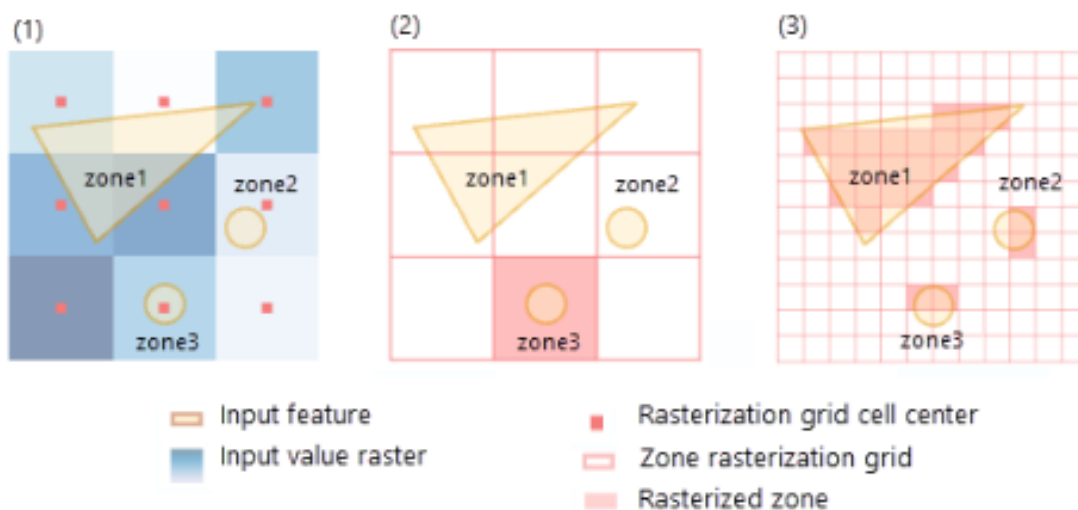 (1)
(2)
(3)
zone1
zone2
zone3
zone1
zone2
zone3
zone1
zone2
zone3
Input feature
Input value raster
Rasterization grid cell center
Zone rasterization grid
Rasterized zone